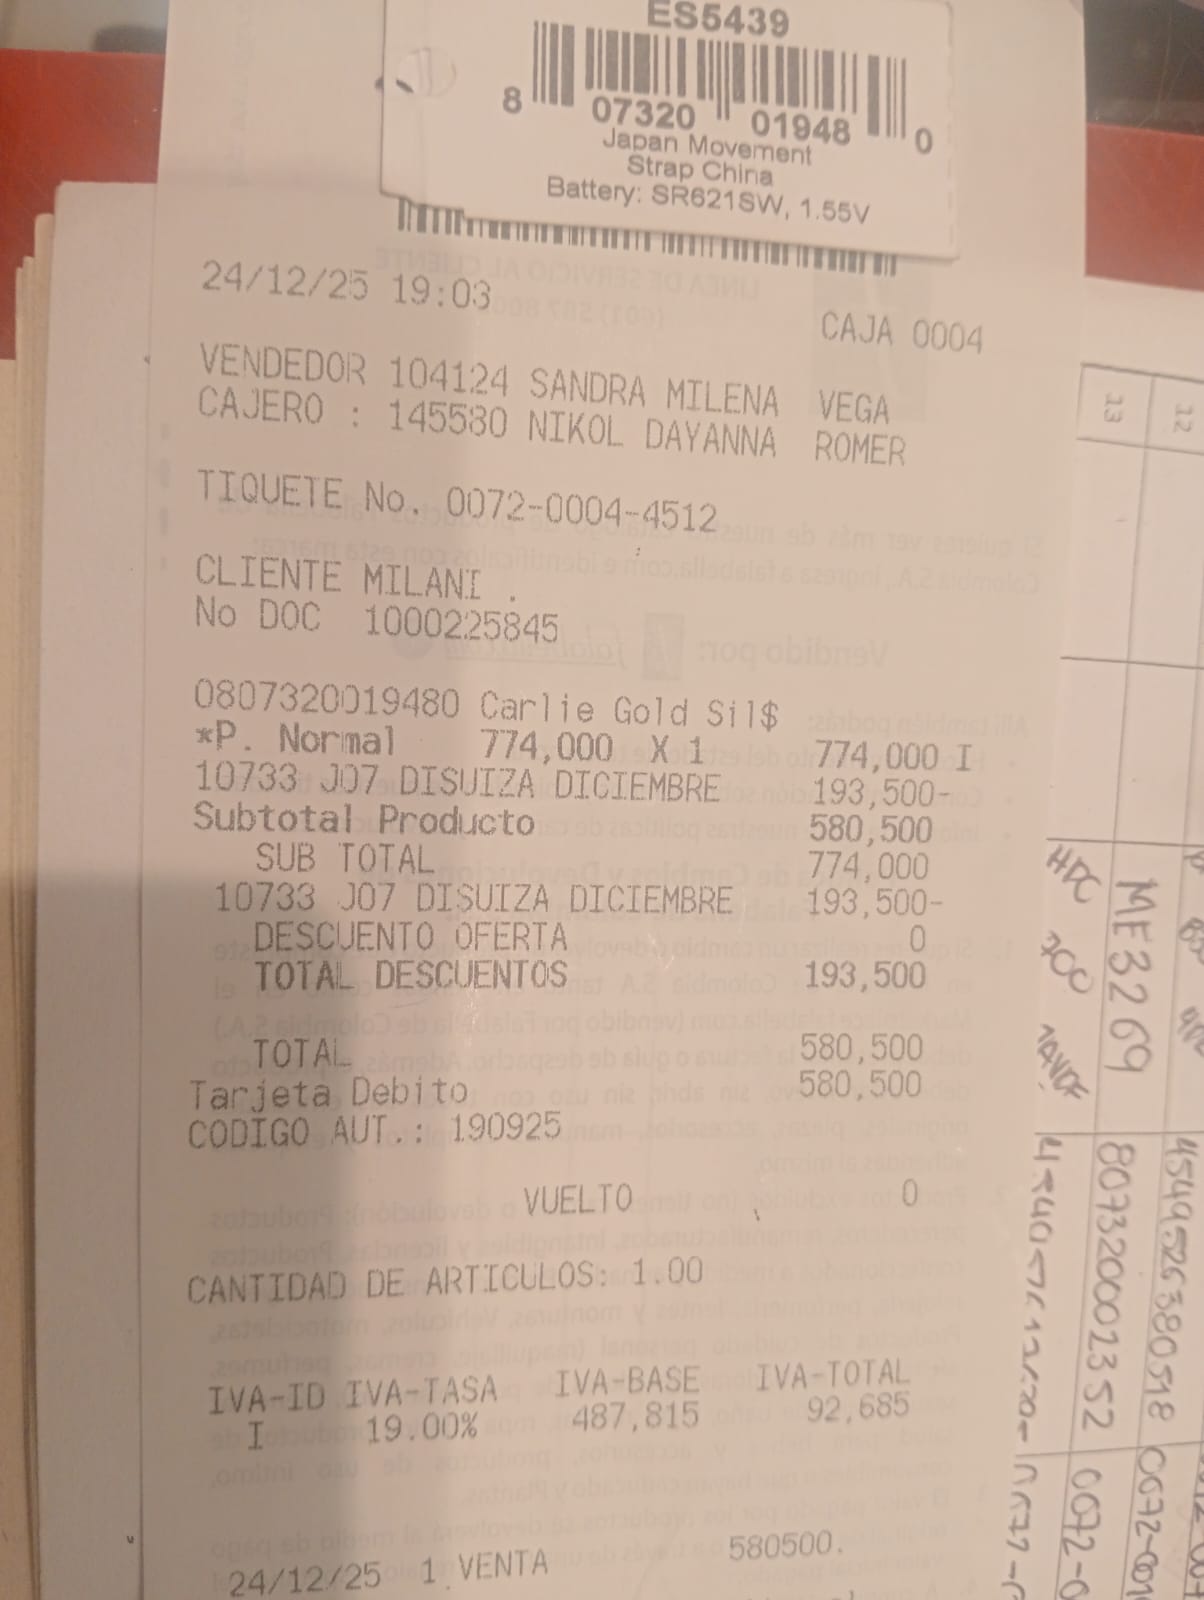 ES5439
8 07320 01948 0
Japan Movement
Strap China
Battery: SR621SW, 1.55V
24/12/25 19:03
CAJA 0004
VENDEDOR 104124 SANDRA MILENA VEGA
CAJERO : 145580 NIKOL DAYANNA ROMER
TIQUETE No. 0072-0004-4512
CLIENTE MILANI .
No DOC 1000225845
0807320019480 Carlie Gold Sil$
*P. Normal 774,000 X 1 774,000 I
10733 J07 DISUIZA DICIEMBRE 193,500-
Subtotal Producto 580,500
SUB TOTAL 774,000
10733 J07 DISUIZA DICIEMBRE 193,500-
DESCUENTO OFERTA 0
TOTAL DESCUENTOS 193,500
TOTAL 580,500
Tarjeta Debito 580,500
CODIGO AUT.: 190925
VUELTO 0
CANTIDAD DE ARTICULOS: 1.00
IVA-ID IVA-TASA IVA-BASE IVA-TOTAL
I 19.00% 487,815 92,685
24/12/25 1 VENTA 580500.
12
13
ME3269
4549526380518 0072-001